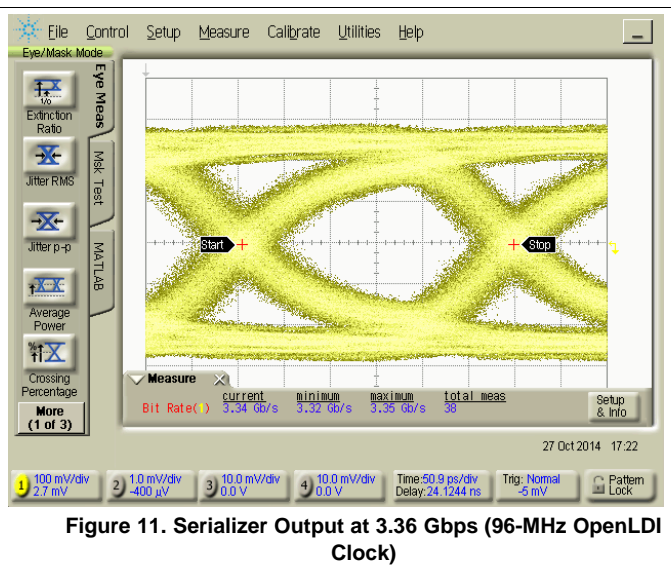 File Control Setup Measure Calibrate Utilities Help
Eye/Mask Mode
Extinction
Ratio
Jitter RMS
Jitter p-p
Average
Power
Crossing
Percentage
More
(1 of 3)
Eye Meas
Msk Test
MATLAB
Start
Stop
Measure
current minimum maximum total meas
Bit Rate(1) 3.34 Gb/s 3.32 Gb/s 3.35 Gb/s 38
Setup
& Info
27 Oct 2014 17:22
1 100 mV/div
2.7 mV
2 1.0 mV/div
-400 µV
3 10.0 mV/div
0.0 V
4 10.0 mV/div
0.0 V
Time:50.9 ps/div
Delay:24.1244 ns
Trig: Normal
-5 mV
Pattern
Lock
Figure 11. Serializer Output at 3.36 Gbps (96-MHz OpenLDI
Clock)